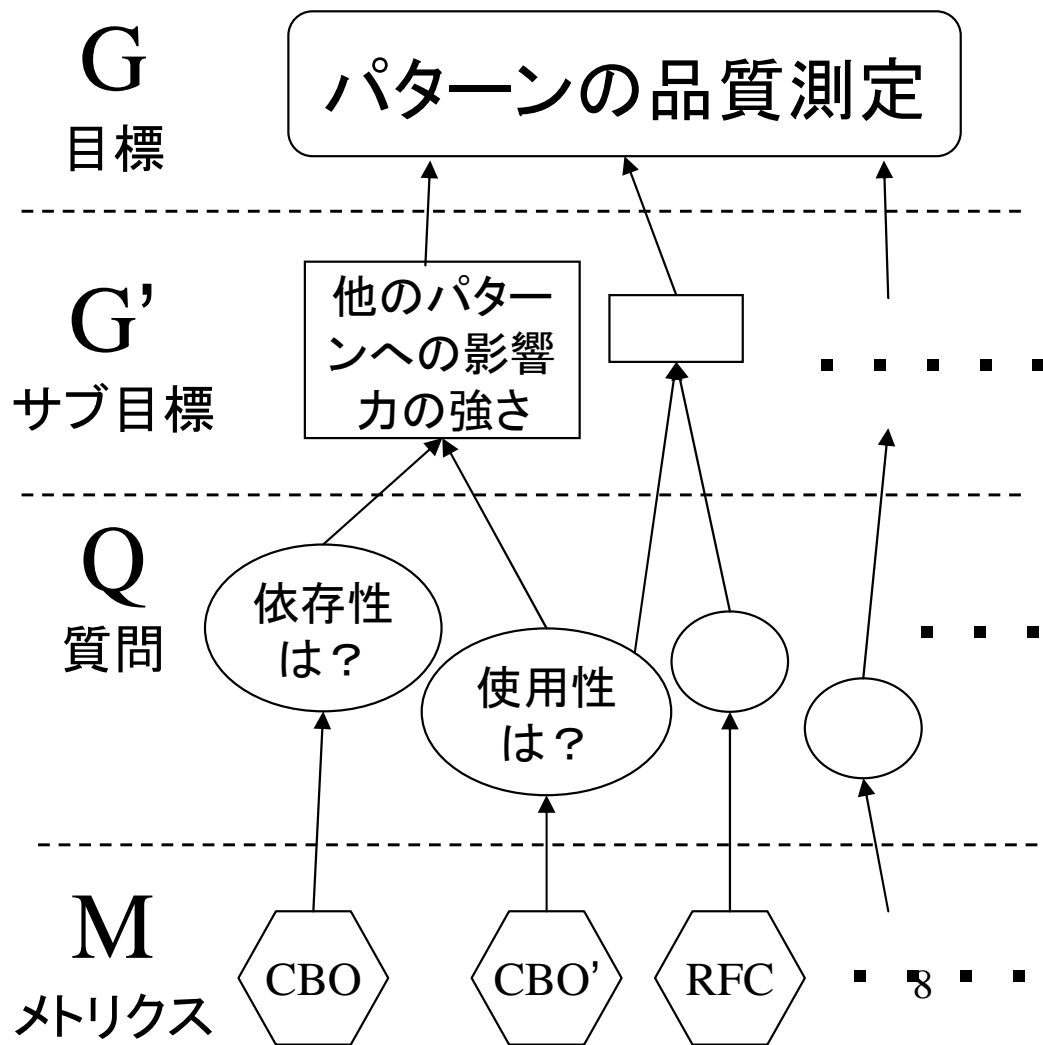 G
目標
パターンの品質測定
G’
サブ目標
他のパター
ンへの影響
力の強さ
Q
質問
依存性
は？
使用性
は？
M
メトリクス
CBO
CBO’
RFC
8